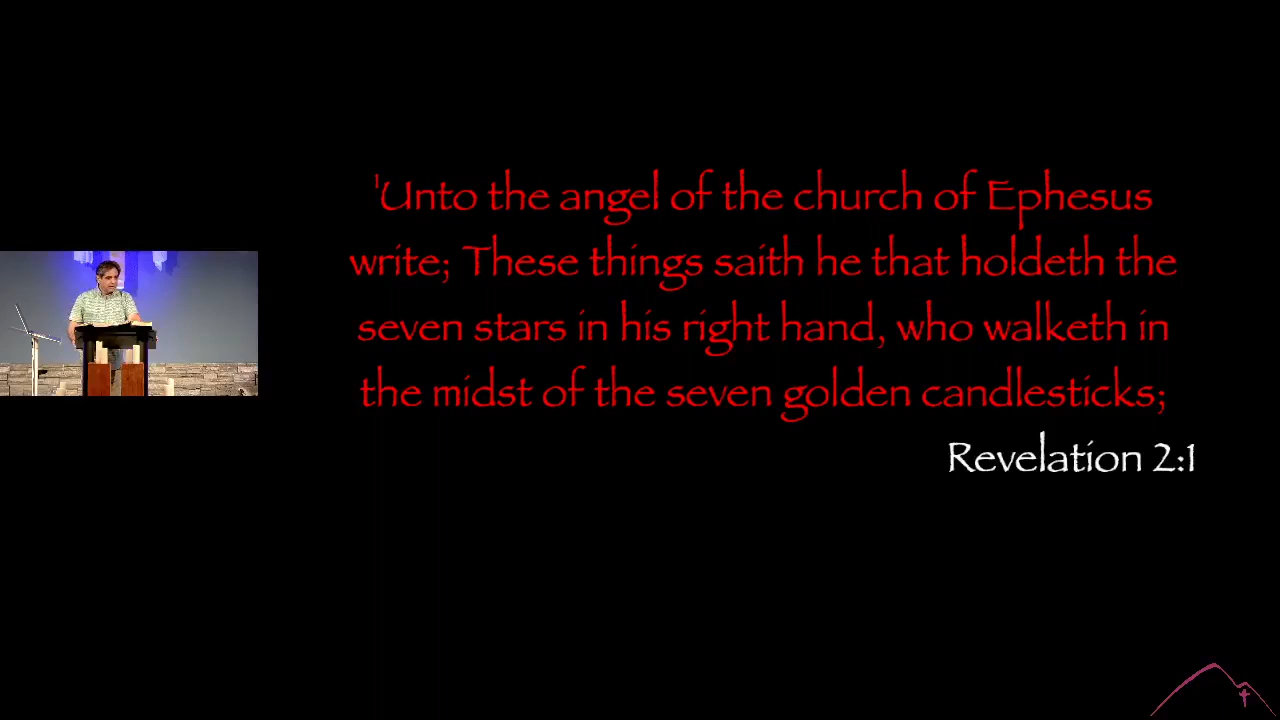 ¹Unto the angel of the church of Ephesus
write; These things saith he that holdeth the
seven stars in his right hand, who walketh in
the midst of the seven golden candlesticks;
Revelation 2:1